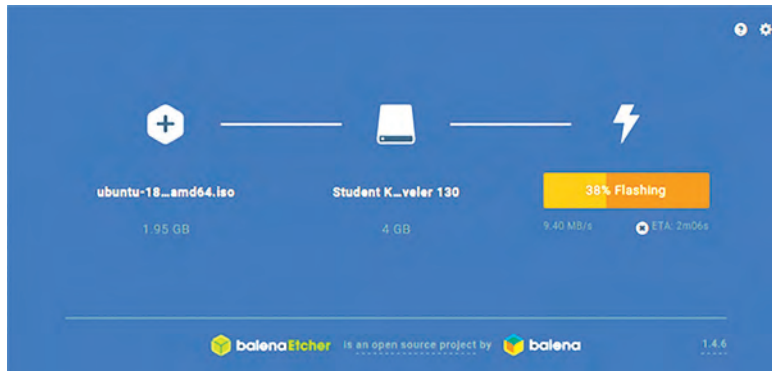 ubuntu-18...amd64.iso
Student K...veler 130
38% Flashing
1.95 GB
4 GB
9.40 MB/s
ETA: 2m06s
balenaEtcher is an open source project by balena
1.4.6